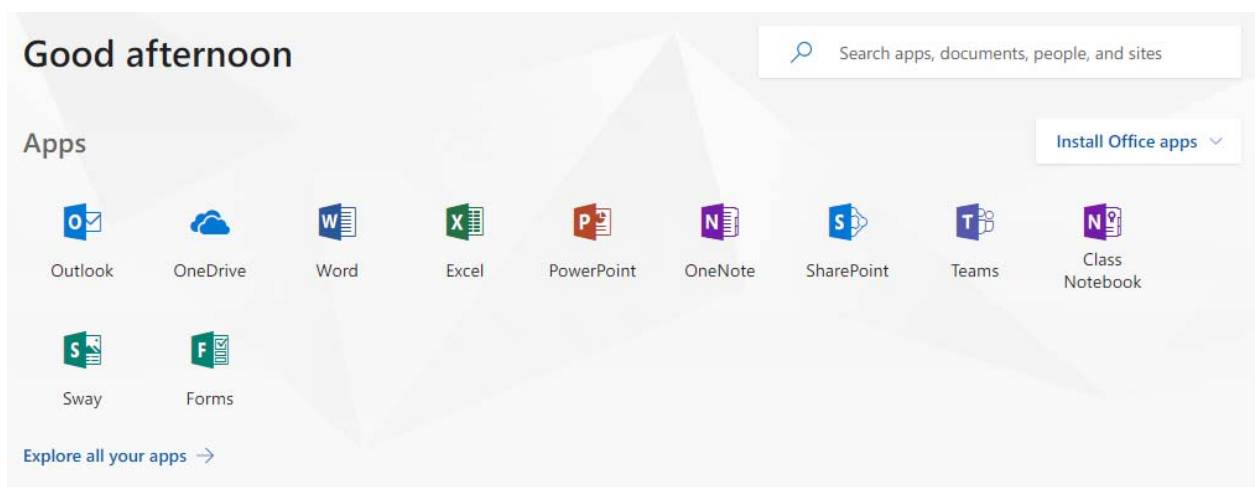 Good afternoon
Search apps, documents, people, and sites
Apps
Install Office apps
Outlook
OneDrive
Word
Excel
PowerPoint
OneNote
SharePoint
Teams
Class
Notebook
Sway
Forms
Explore all your apps →